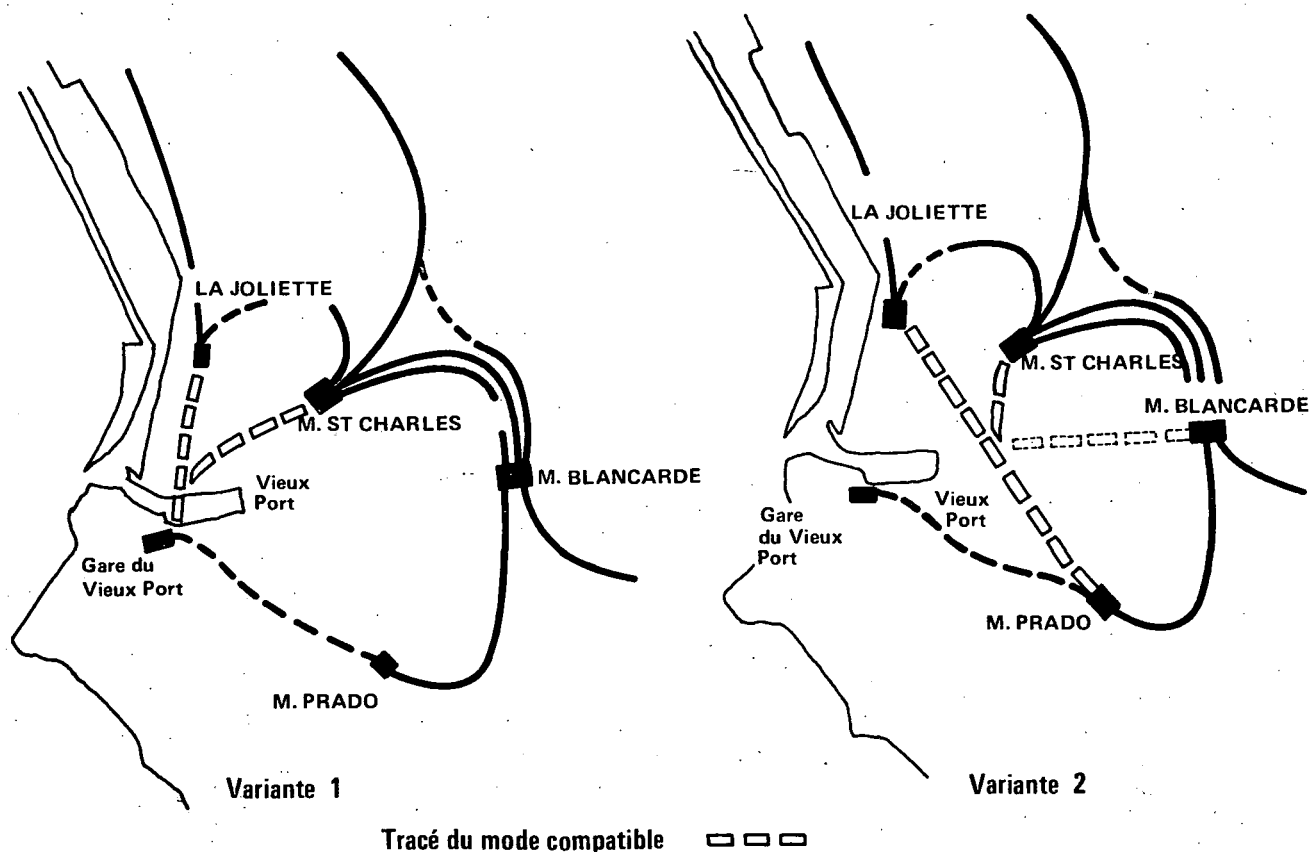 LA JOLIETTE
M. ST CHARLES
Vieux
Port
M. BLANCARDE
Gare du
Vieux Port
M. PRADO
Variante 1
LA JOLIETTE
M. ST CHARLES
M. BLANCARDE
Gare
du Vieux
Port
Vieux
Port
M. PRADO
Variante 2
Tracé du mode compatible